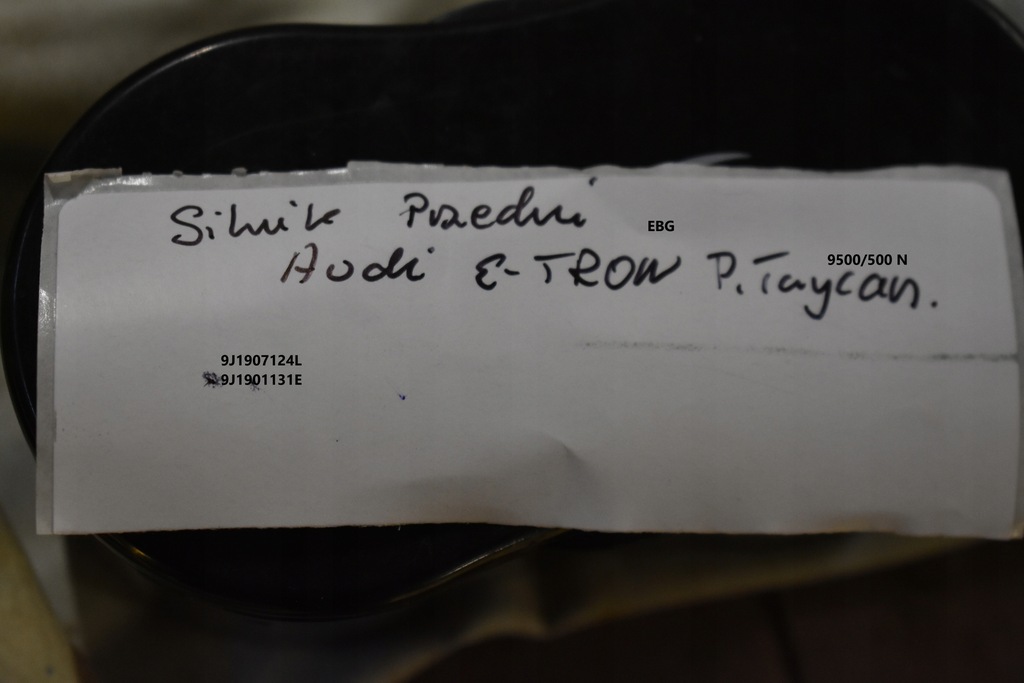 Silnik Przedni
EBG
Audi E-TRON P.Taycan.
9500/500 N
9J1907124L
9J1901131E